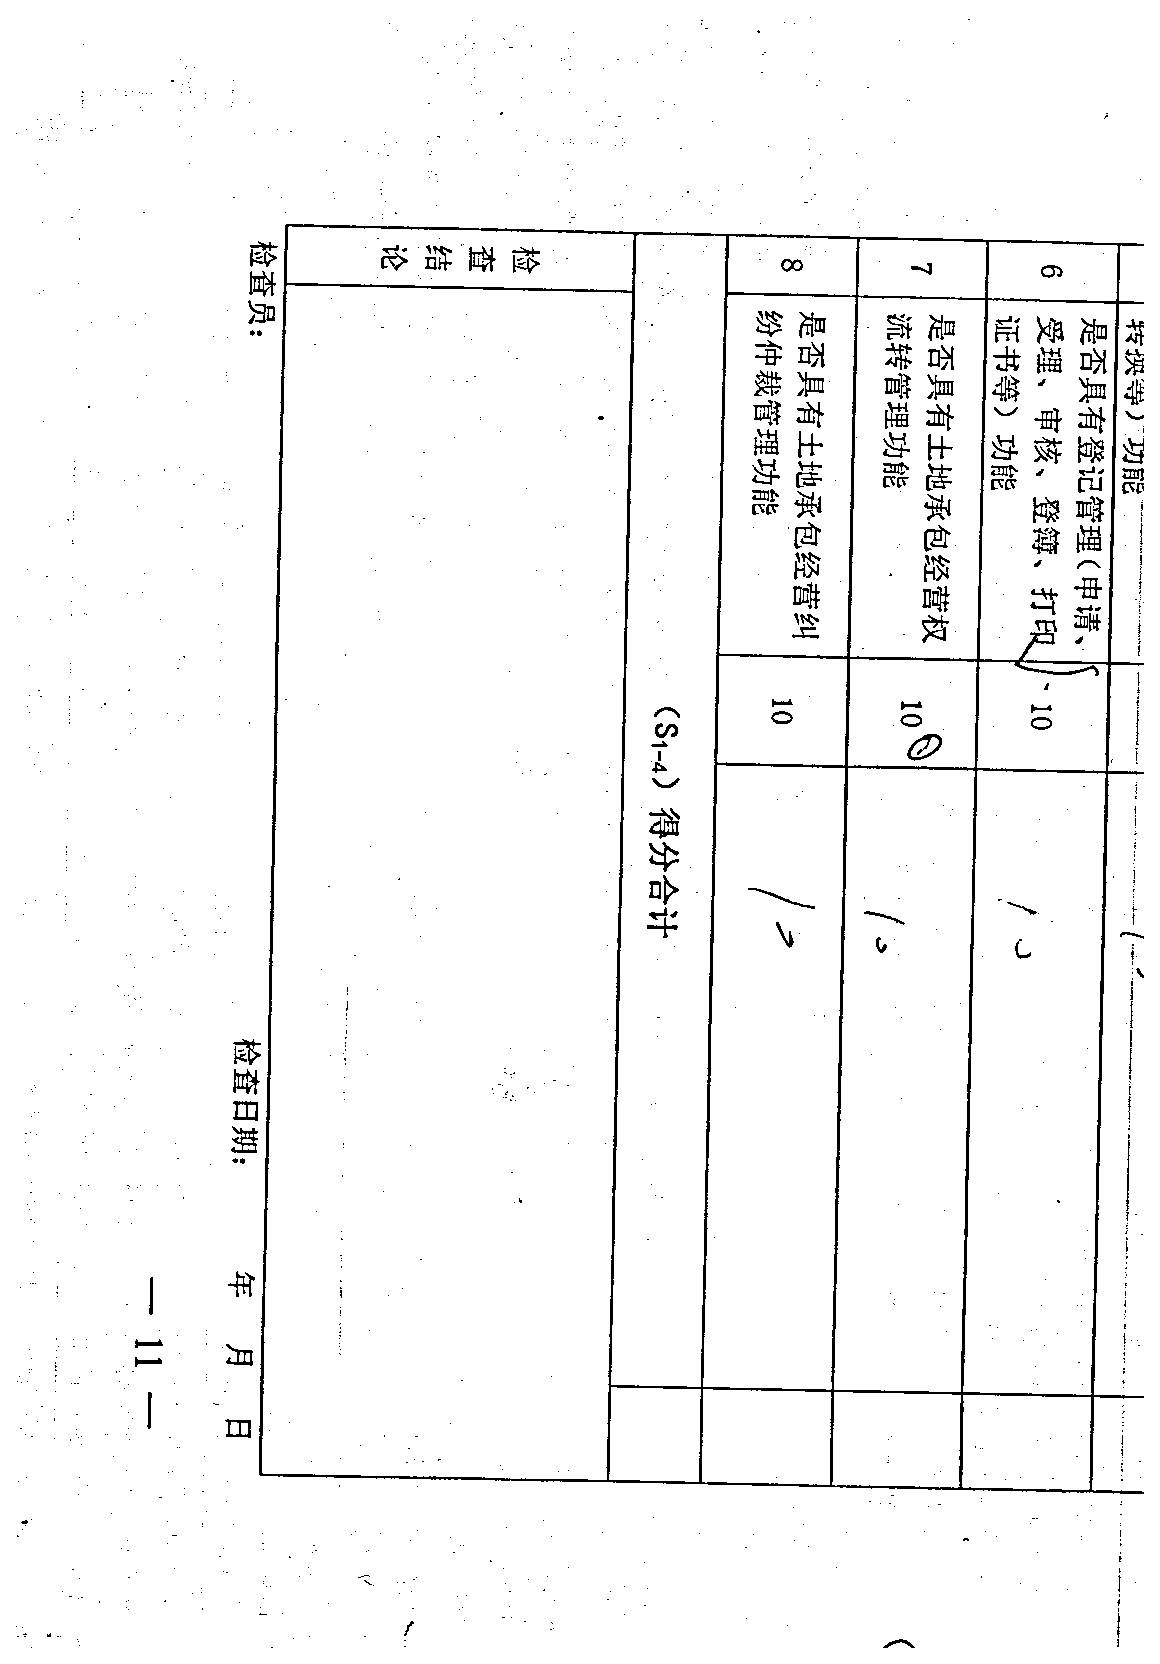 转换等）功能
6
是否具有登记管理（申请、
受理、审核、登簿、打印
证书等）功能
10
10
7
是否具有土地承包经营权
流转管理功能
10
10
8
是否具有土地承包经营纠
纷仲裁管理功能
10
10
（S1-4）得分合计
检查结论
检查员：
检查日期：
年 月 日
— 11 —